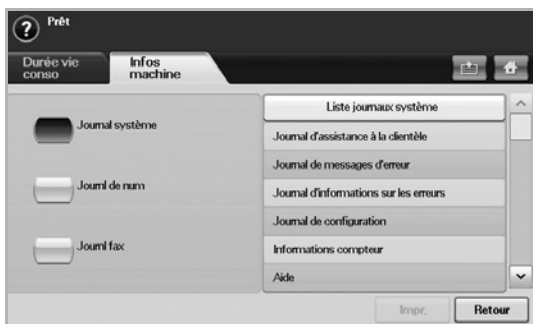 ? Prêt
Durée vie
conso
Infos
machine
Journal système
Journl de num
Journl fax
Liste journaux système
Journal d'assistance à la clientèle
Journal de messages d'erreur
Journal d'informations sur les erreurs
Journal de configuration
Informations compteur
Aide
Impr.
Retour